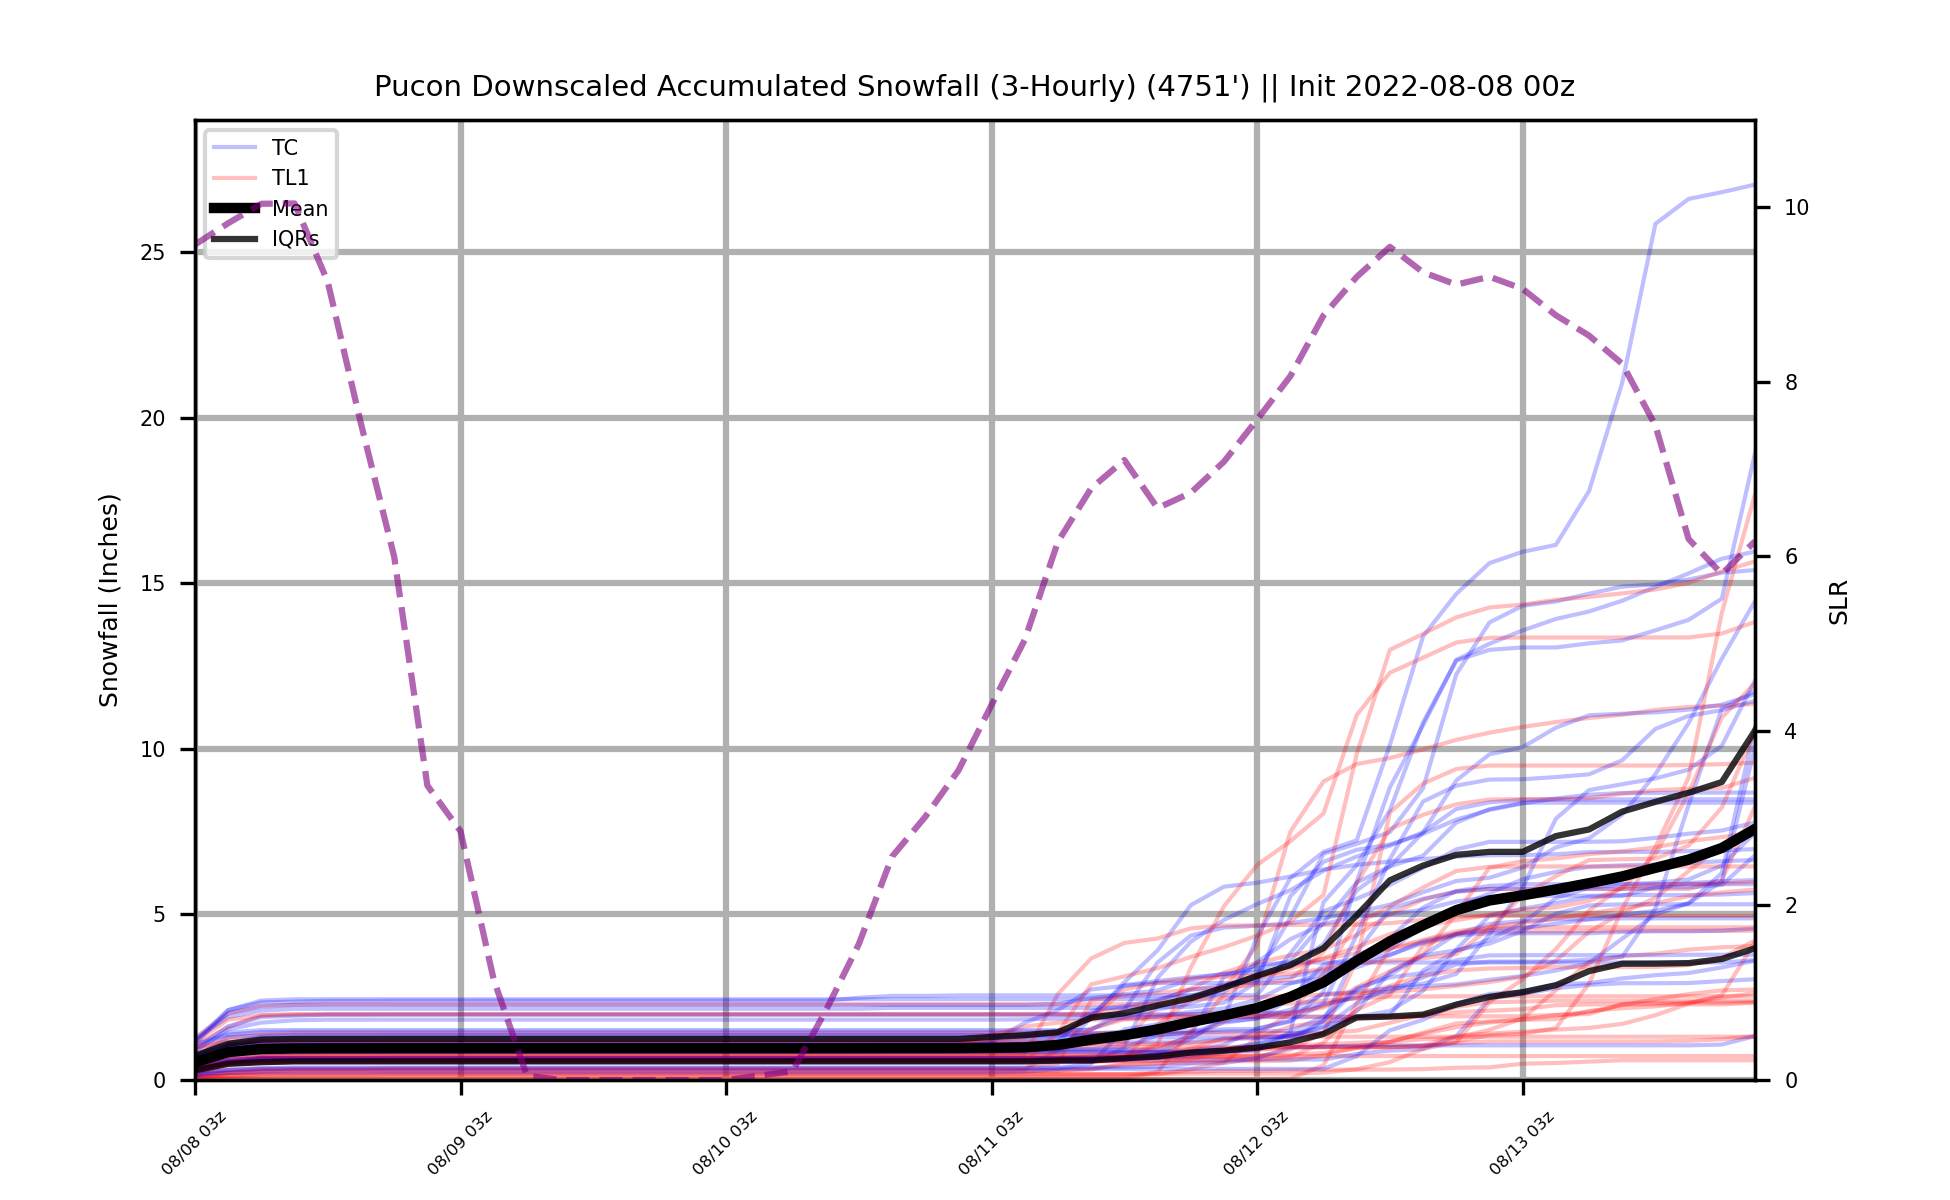 Pucon Downscaled Accumulated Snowfall (3-Hourly) (4751') || Init 2022-08-08 00z
TC
TL1
Mean
IQRs
25
20
15
10
5
0
Snowfall (Inches)
10
8
6
4
2
0
SLR
08/08 03z
08/09 03z
08/10 03z
08/11 03z
08/12 03z
08/13 03z